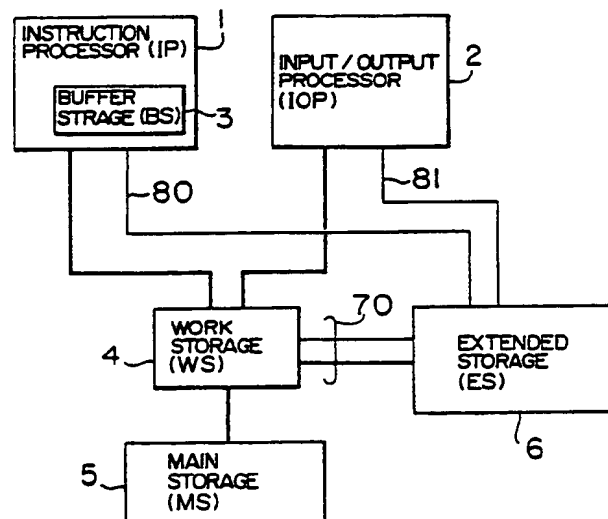 1
INSTRUCTION
PROCESSOR (IP)
BUFFER
STRAGE (BS)
3
INPUT / OUTPUT
PROCESSOR
(IOP)
2
80
81
70
4
WORK
STORAGE
(WS)
EXTENDED
STORAGE
(ES)
6
5
MAIN
STORAGE
(MS)